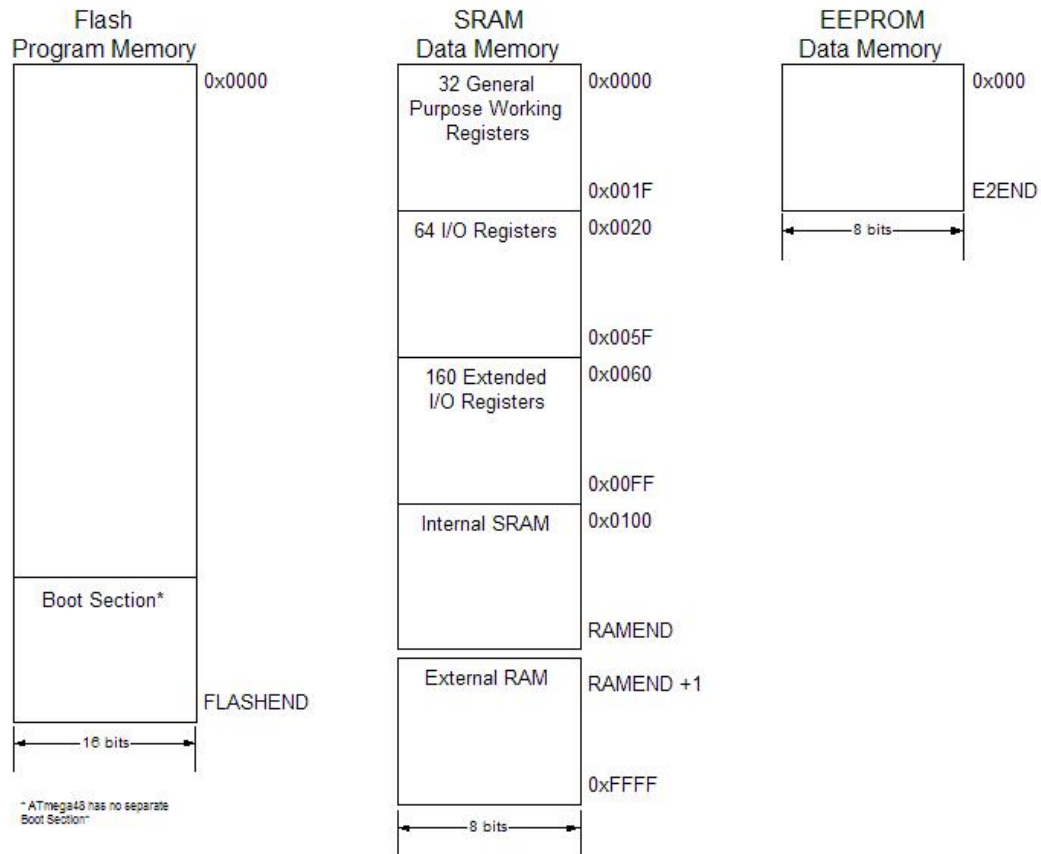 Flash
Program Memory
0x0000
Boot Section*
FLASHEND
16 bits
* ATmega48 has no separate
Boot Section"
SRAM
Data Memory
32 General
Purpose Working
Registers
0x0000
0x001F
64 I/O Registers
0x0020
0x005F
160 Extended
I/O Registers
0x0060
0x00FF
Internal SRAM
0x0100
RAMEND
External RAM
RAMEND +1
0xFFFF
8 bits
EEPROM
Data Memory
0x000
E2END
8 bits